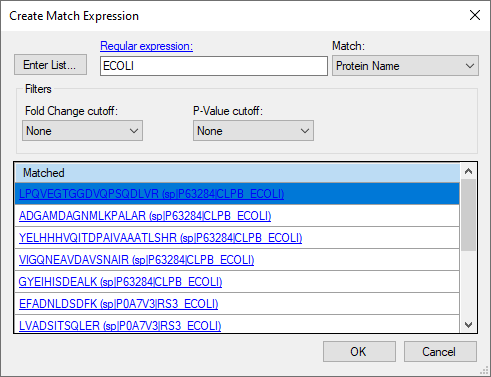 Create Match Expression
Regular expression:
Match:
Enter List...
ECOLI
Protein Name
Filters
Fold Change cutoff:
P-Value cutoff:
None
None
Matched
LPQVEGTGGDVQPSQDLVR (sp|P63284|CLPB_ECOLI)
ADGAMDAGNMLKPALAR (sp|P63284|CLPB_ECOLI)
YELHHHVQITDPAIVAAATLSHR (sp|P63284|CLPB_ECOLI)
VIGQNEAVDAVSNAIR (sp|P63284|CLPB_ECOLI)
GYEIHISDEALK (sp|P63284|CLPB_ECOLI)
EFADNLDSDFK (sp|P0A7V3|RS3_ECOLI)
LVADSITSQLER (sp|P0A7V3|RS3_ECOLI)
OK
Cancel